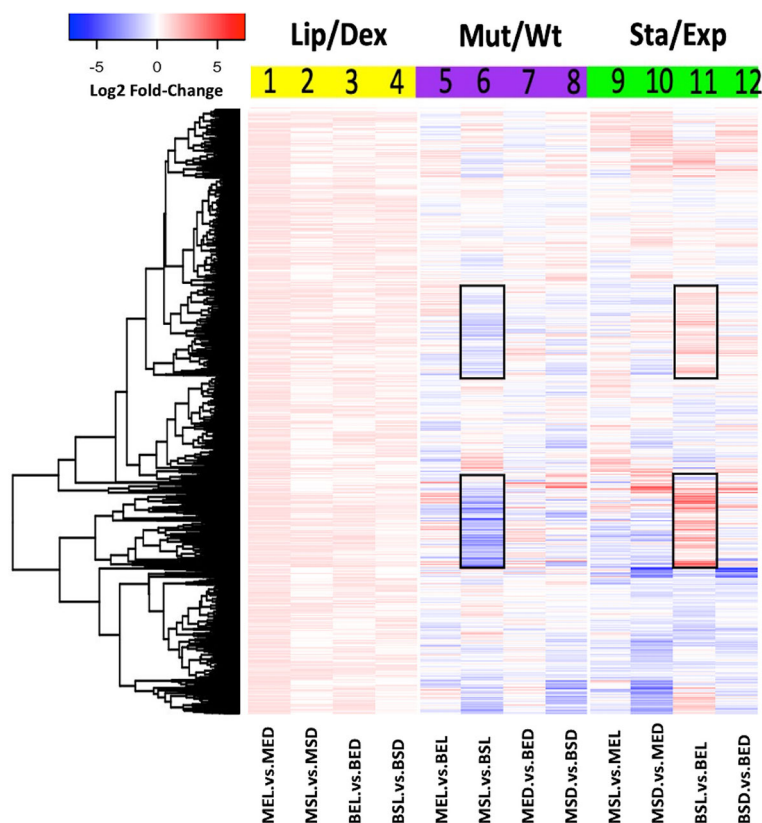 Lip/Dex Mut/Wt Sta/Exp
-5 0 5
Log2 Fold-Change
1 2 3 4 5 6 7 8 9 10 11 12
MEL.vs.MED
MSL.vs.MSD
BEL.vs.BED
BSL.vs.BSD
MEL.vs.BEL
MSL.vs.BSL
MED.vs.BED
MSD.vs.BSD
MSL.vs.MEL
MSD.vs.MED
BSL.vs.BEL
BSD.vs.BED